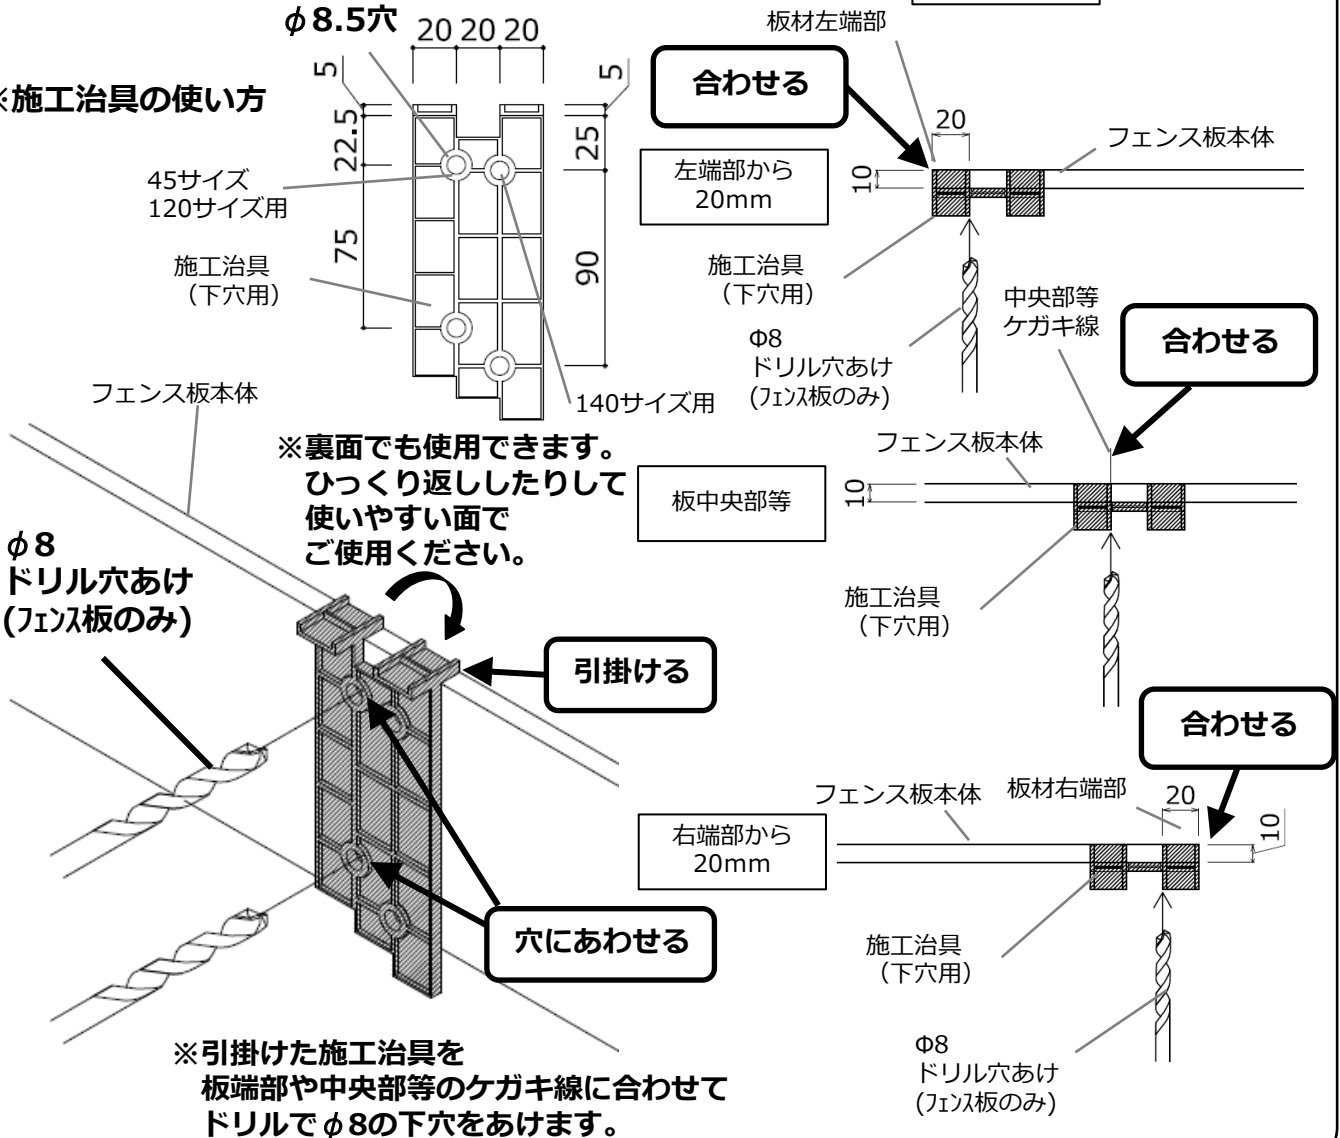 φ8.5穴
20 20 20
5
5
※施工治具の使い方
22.5
25
45サイズ
120サイズ用
75
90
施工治具
(下穴用)
140サイズ用
フェンス板本体
※裏面でも使用できます。
ひっくり返ししたりして
使いやすい面で
ご使用ください。
φ8
ドリル穴あけ
(フェンス板のみ)
引掛ける
穴にあわせる
※引掛けた施工治具を
板端部や中央部等のケガキ線に合わせて
ドリルでφ8の下穴をあけます。
板材左端部
合わせる
20
フェンス板本体
10
左端部から
20mm
施工治具
(下穴用)
Φ8
ドリル穴あけ
(フェンス板のみ)
中央部等
ケガキ線
合わせる
フェンス板本体
10
板中央部等
施工治具
(下穴用)
合わせる
フェンス板本体
板材右端部
20
10
右端部から
20mm
施工治具
(下穴用)
Φ8
ドリル穴あけ
(フェンス板のみ)